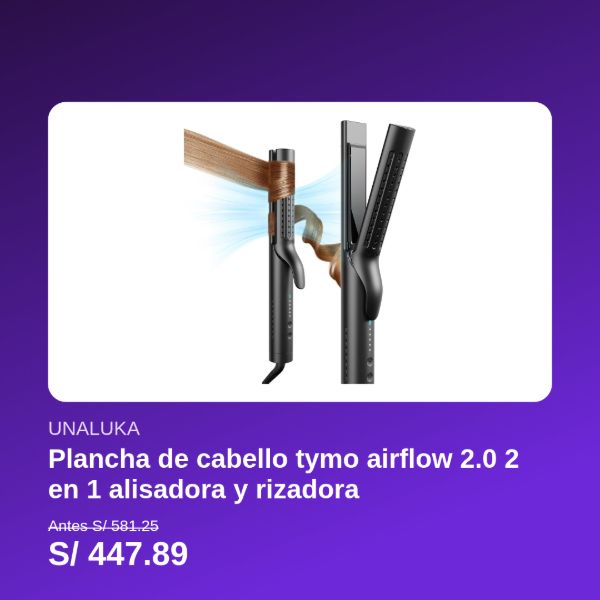 UNALUKA
Plancha de cabello tymo airflow 2.0 2
en 1 alisadora y rizadora
Antes S/ 581.25
S/ 447.89